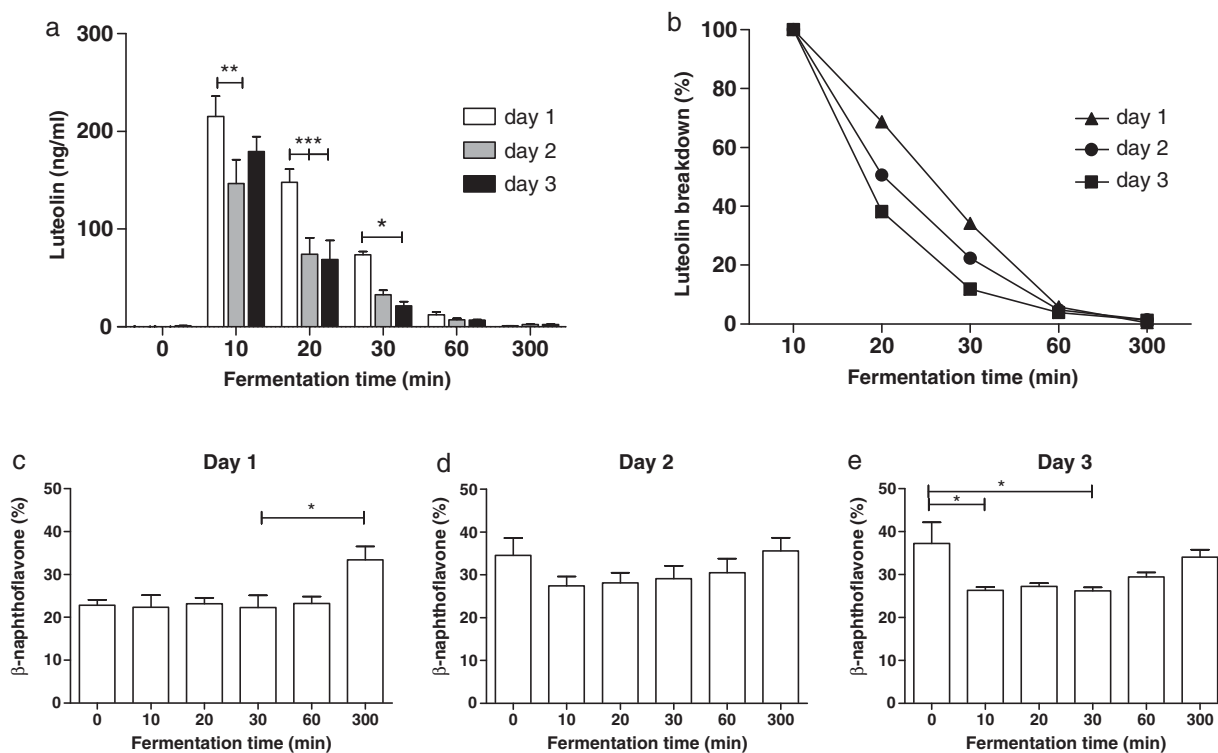 a
Luteolin (ng/ml)
300
200
100
0
**
***
*
day 1
day 2
day 3
0 10 20 30 60 300
Fermentation time (min)
b
Luteolin breakdown (%)
100
80
60
40
20
0
day 1
day 2
day 3
10 20 30 60 300
Fermentation time (min)
c
Day 1
β-naphthoflavone (%)
50
40
30
20
10
0
*
0 10 20 30 60 300
Fermentation time (min)
d
Day 2
β-naphthoflavone (%)
50
40
30
20
10
0
0 10 20 30 60 300
Fermentation time (min)
e
Day 3
β-naphthoflavone (%)
50
40
30
20
10
0
*
*
0 10 20 30 60 300
Fermentation time (min)